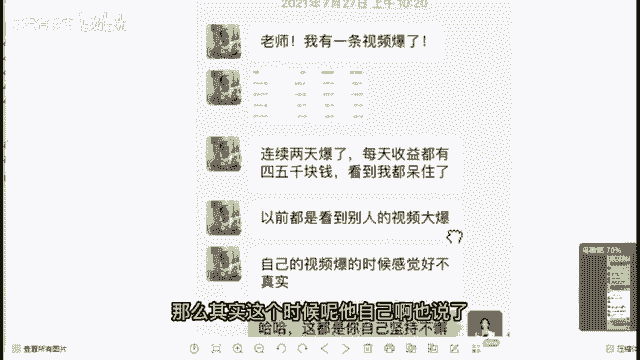 2021年7月27日 上午10:20
老师！我有一条视频爆了！
连续两天爆了，每天收益都有
四五千块钱，看到我都呆住了
以前都是看到别人的视频大爆
自己的视频爆的时候感觉好不
真实
那么其实这个时候呢他自己啊也说了
哈哈，这都是你自己坚持不懈
查看所有图片
70%